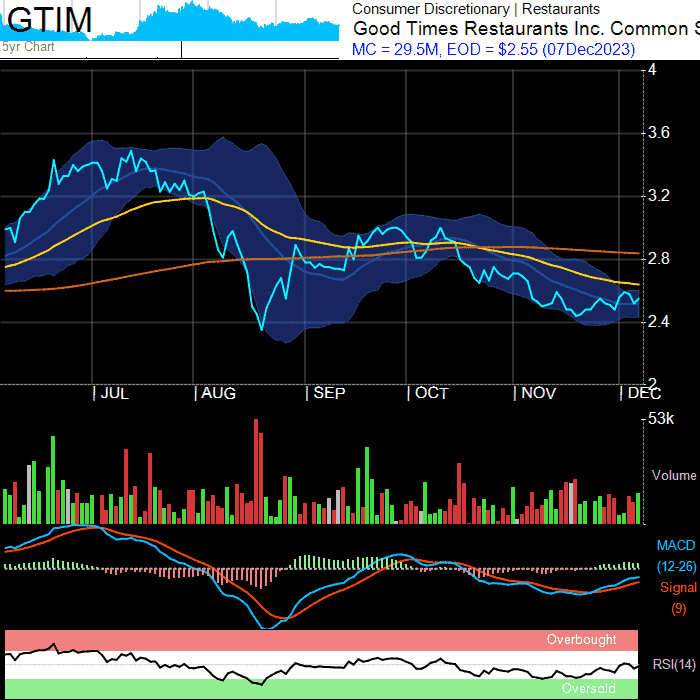 GTIM
5yr Chart
Consumer Discretionary | Restaurants
Good Times Restaurants Inc. Common S
MC = 29.5M, EOD = $2.55 (07Dec2023)
4
3.6
3.2
2.8
2.4
2
JUL AUG SEP OCT NOV DEC
53k
Volume
MACD
(12-26)
Signal
(9)
Overbought
RSI(14)
Oversold